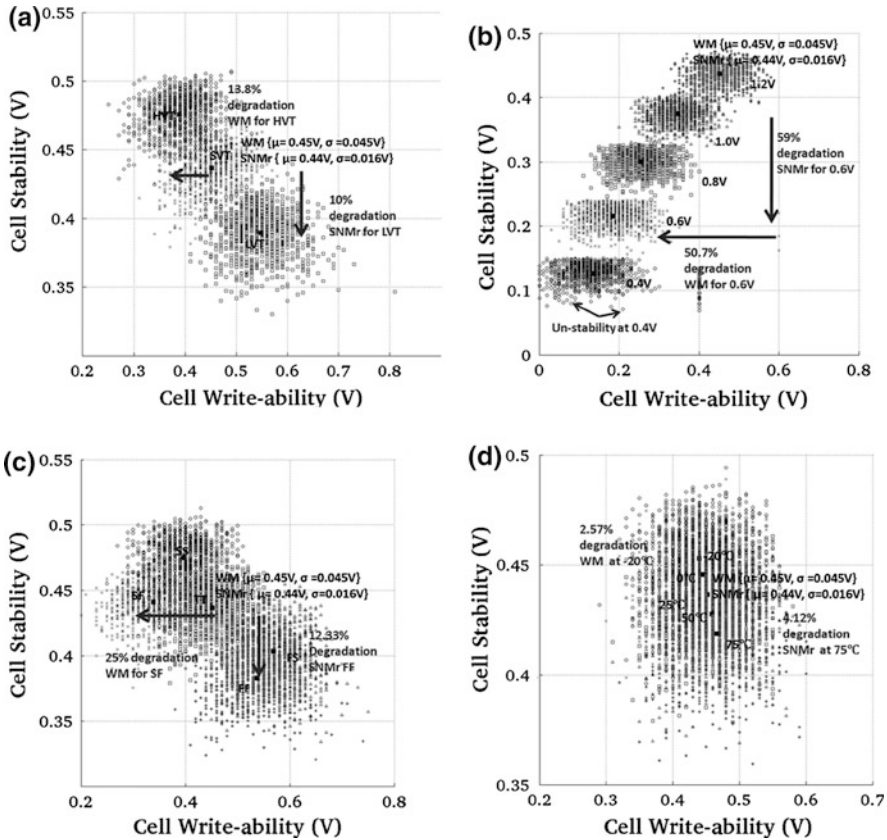 (a)
0.55
0.5
0.45
0.4
0.35
Cell Stability (V)
HVT
13.8%
degradation
WM for HVT
WM {μ= 0.45V, σ =0.045V}
SVT
SNMr { μ= 0.44V, σ=0.016V}
10%
degradation
SNMr for LVT
LVT
0.2 0.3 0.4 0.5 0.6 0.7 0.8
Cell Write-ability (V)
(b)
0.5
0.4
0.3
0.2
0.1
0
Cell Stability (V)
WM {μ= 0.45V, σ =0.045V}
SNMr { μ= 0.44V, σ=0.016V}
1.2V
1.0V
59%
degradation
SNMr for 0.6V
0.8V
0.6V
50.7%
degradation
WM for 0.6V
0.4V
Un-stability at 0.4V
0 0.2 0.4 0.6 0.8
Cell Write-ability (V)
(c)
0.55
0.5
0.45
0.4
0.35
Cell Stability (V)
SS
WM {μ= 0.45V, σ =0.045V}
SF
TT
SNMr { μ= 0.44V, σ=0.016V}
25% degradation
WM for SF
12.33%
Degradation
SNMr FF
FS
FF
0.2 0.4 0.6 0.8
Cell Write-ability (V)
(d)
0.5
0.45
0.4
0.35
Cell Stability (V)
2.57%
degradation
WM at -20°C
-20°C
0°C
WM {μ= 0.45V, σ =0.045V}
SNMr { μ= 0.44V, σ=0.016V}
25°C
50°C
4.12%
degradation
SNMr at 75°C
75°C
0.2 0.3 0.4 0.5 0.6 0.7
Cell Write-ability (V)